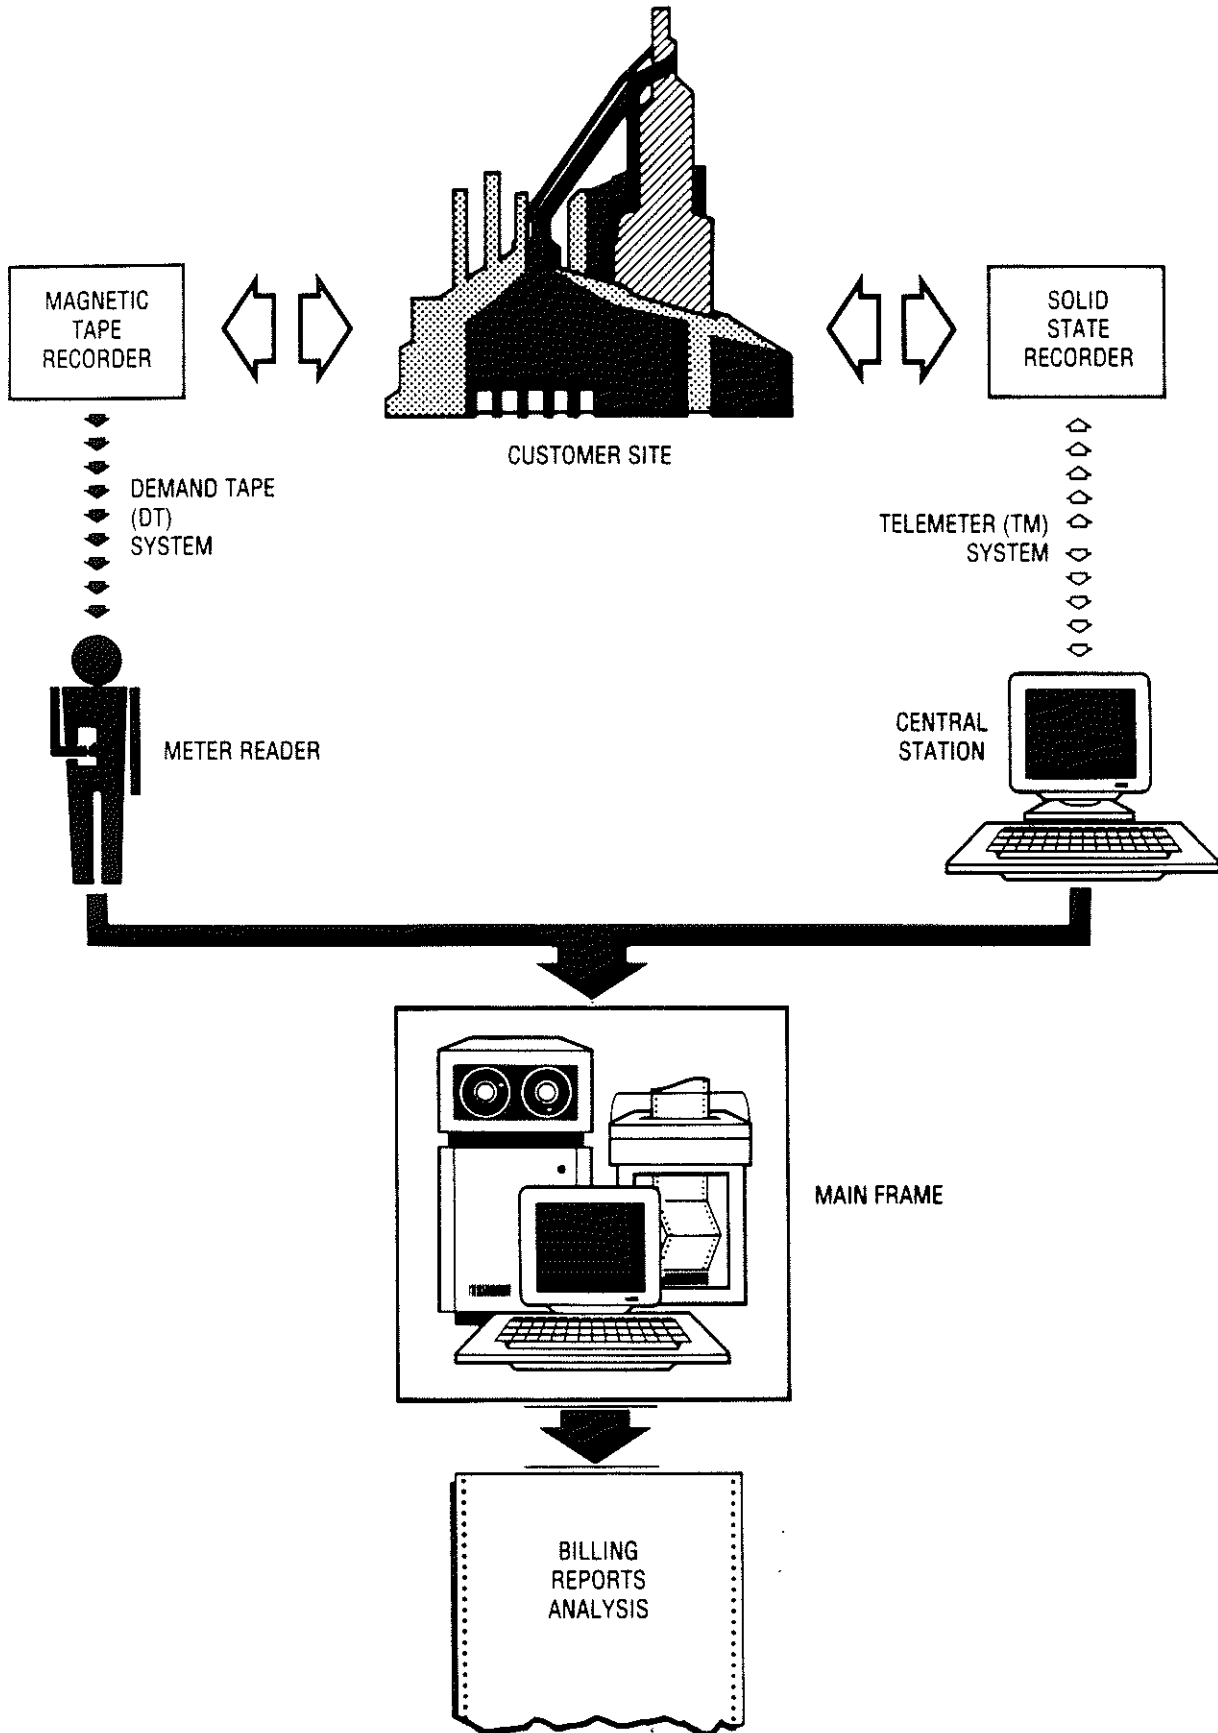 MAGNETIC
TAPE
RECORDER
SOLID
STATE
RECORDER
CUSTOMER SITE
DEMAND TAPE
(DT)
SYSTEM
TELEMETER (TM)
SYSTEM
METER READER
CENTRAL
STATION
MAIN FRAME
BILLING
REPORTS
ANALYSIS